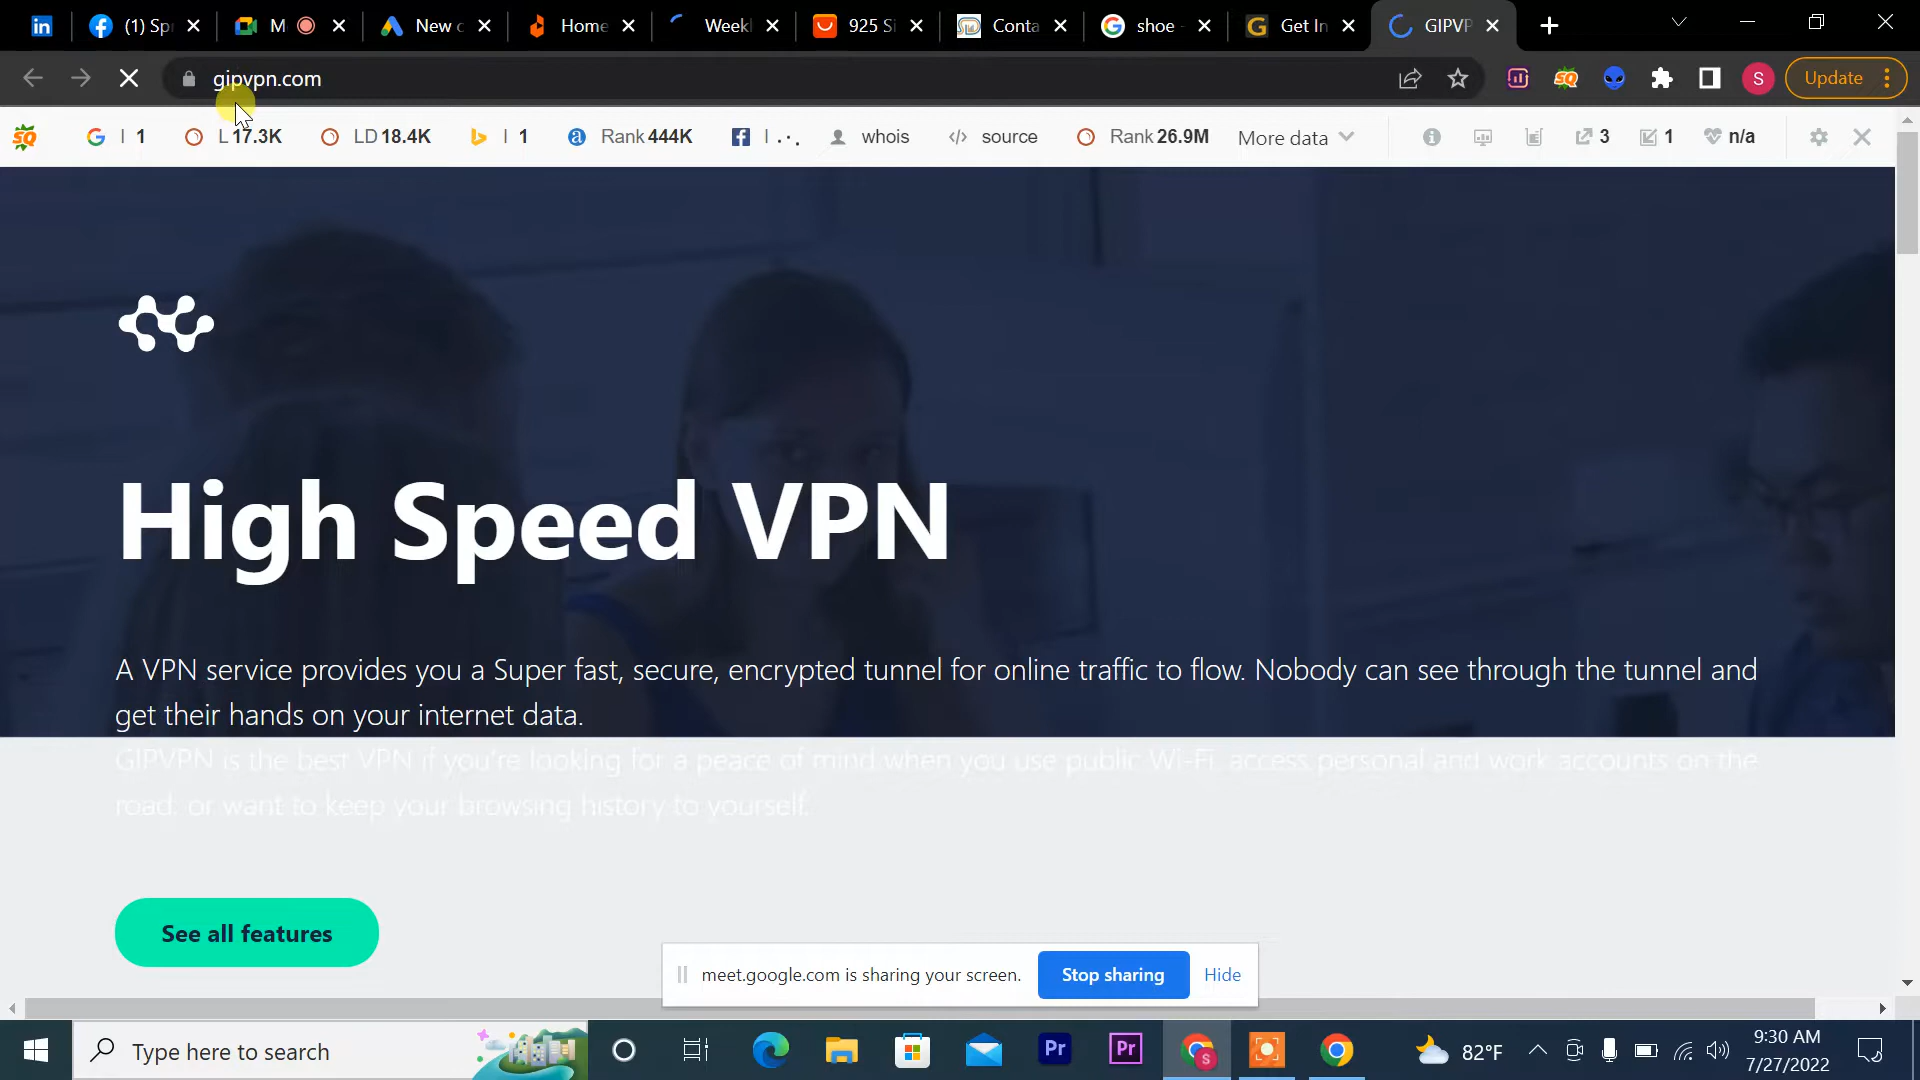 (1) Spr
M
New c
Home
Weekl
925 Si
Conta
shoe -
Get In
GIPVP
gipvpn.com
S
Update
SQ
I 1
L 17.3K
LD 18.4K
I 1
Rank 444K
I
whois
source
Rank 26.9M
More data
3
1
n/a
High Speed VPN
A VPN service provides you a Super fast, secure, encrypted tunnel for online traffic to flow. Nobody can see through the tunnel and
get their hands on your internet data.
GIPVPN is the best VPN if you're looking for a peace of mind when you use public Wi-Fi, access personal and work accounts on the
road, or want to keep your browsing history to yourself.
See all features
meet.google.com is sharing your screen.
Stop sharing
Hide
Type here to search
Pr
Pr
82°F
9:30 AM
7/27/2022